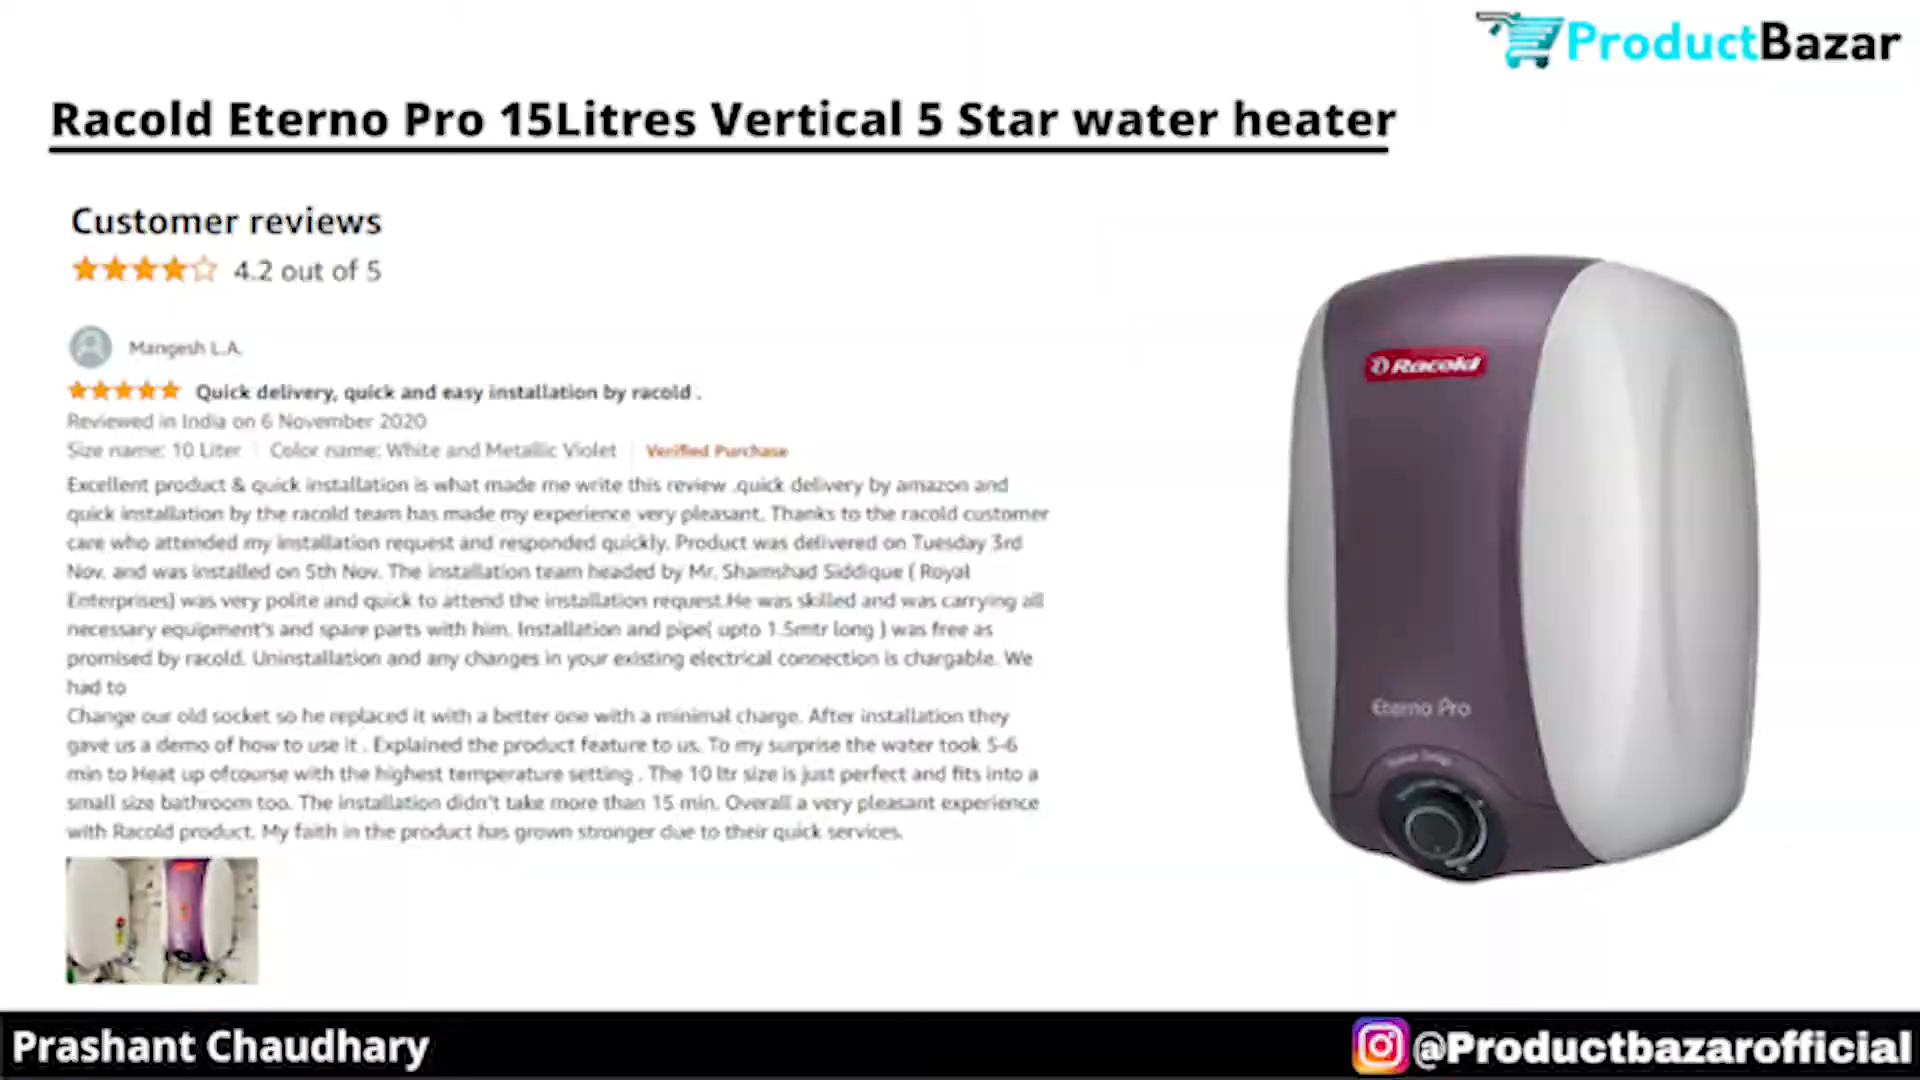 ProductBazar
Racold Eterno Pro 15Litres Vertical 5 Star water heater
Customer reviews
4.2 out of 5
Mangesh L.A.
Quick delivery, quick and easy installation by racold .
Reviewed in India on 6 November 2020
Size name: 10 Liter Color name: White and Metallic Violet Verified Purchase
Excellent product & quick installation is what made me write this review .quick delivery by amazon and
quick installation by the racold team has made my experience very pleasant. Thanks to the racold customer
care who attended my installation request and responded quickly. Product was delivered on Tuesday 3rd
Nov. and was installed on 5th Nov. The installation team headed by Mr. Shamshad Siddique ( Royal
Enterprises) was very polite and quick to attend the installation request.He was skilled and was carrying all
necessary equipment's and spare parts with him. Installation and pipe( upto 1.5mtr long ) was free as
promised by racold. Uninstallation and any changes in your existing electrical connection is chargable. We
had to
Change our old socket so he replaced it with a better one with a minimal charge. After installation they
gave us a demo of how to use it . Explained the product feature to us. To my surprise the water took 5-6
min to Heat up ofcourse with the highest temperature setting . The 10 ltr size is just perfect and fits into a
small size bathroom too. The installation didn't take more than 15 min. Overall a very pleasant experience
with Racold product. My faith in the product has grown stronger due to their quick services.
Racold
Eterno Pro
Prashant Chaudhary
@Productbazarofficial